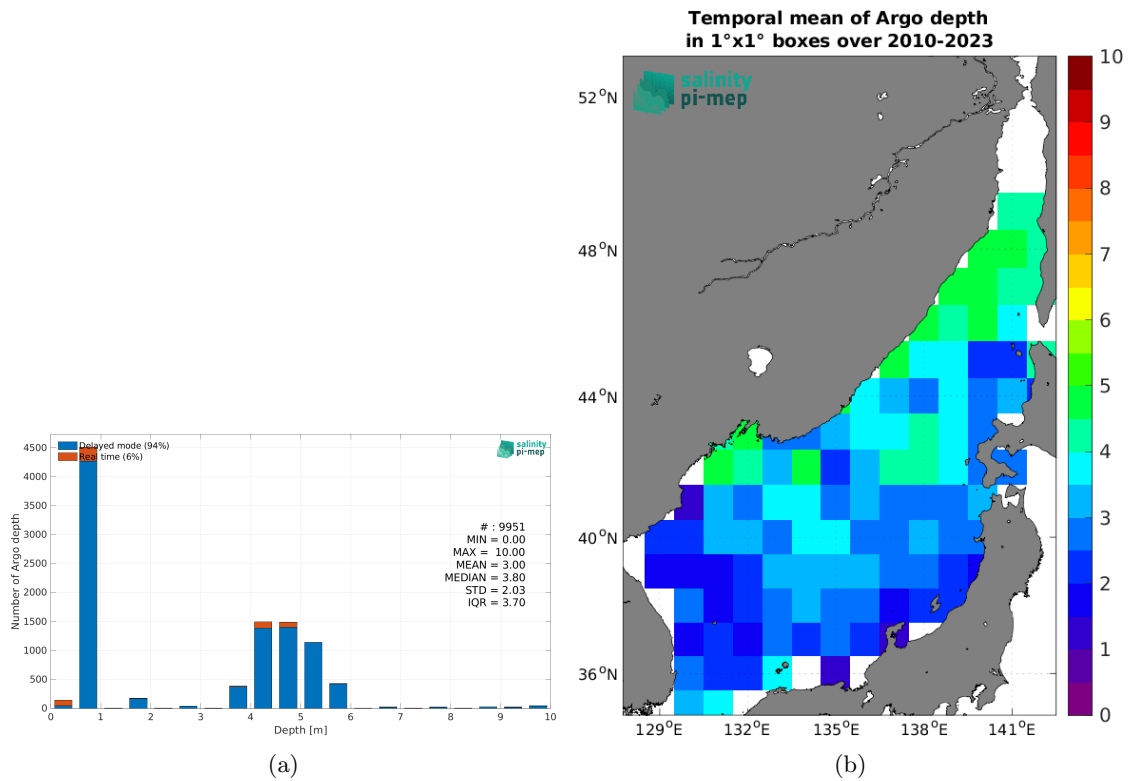 Delayed mode (94%)
Real time (6%)
salinity
pi-mep
# : 9951
MIN = 0.00
MAX = 10.00
MEAN = 3.00
MEDIAN = 3.80
STD = 2.03
IQR = 3.70
Number of Argo depth
4500
4000
3500
3000
2500
2000
1500
1000
500
0
0 1 2 3 4 5 6 7 8 9 10
Depth [m]
(a)
Temporal mean of Argo depth
in 1°x1° boxes over 2010-2023
salinity
pi-mep
52°N
48°N
44°N
40°N
36°N
129°E 132°E 135°E 138°E 141°E
10
9
8
7
6
5
4
3
2
1
0
(b)